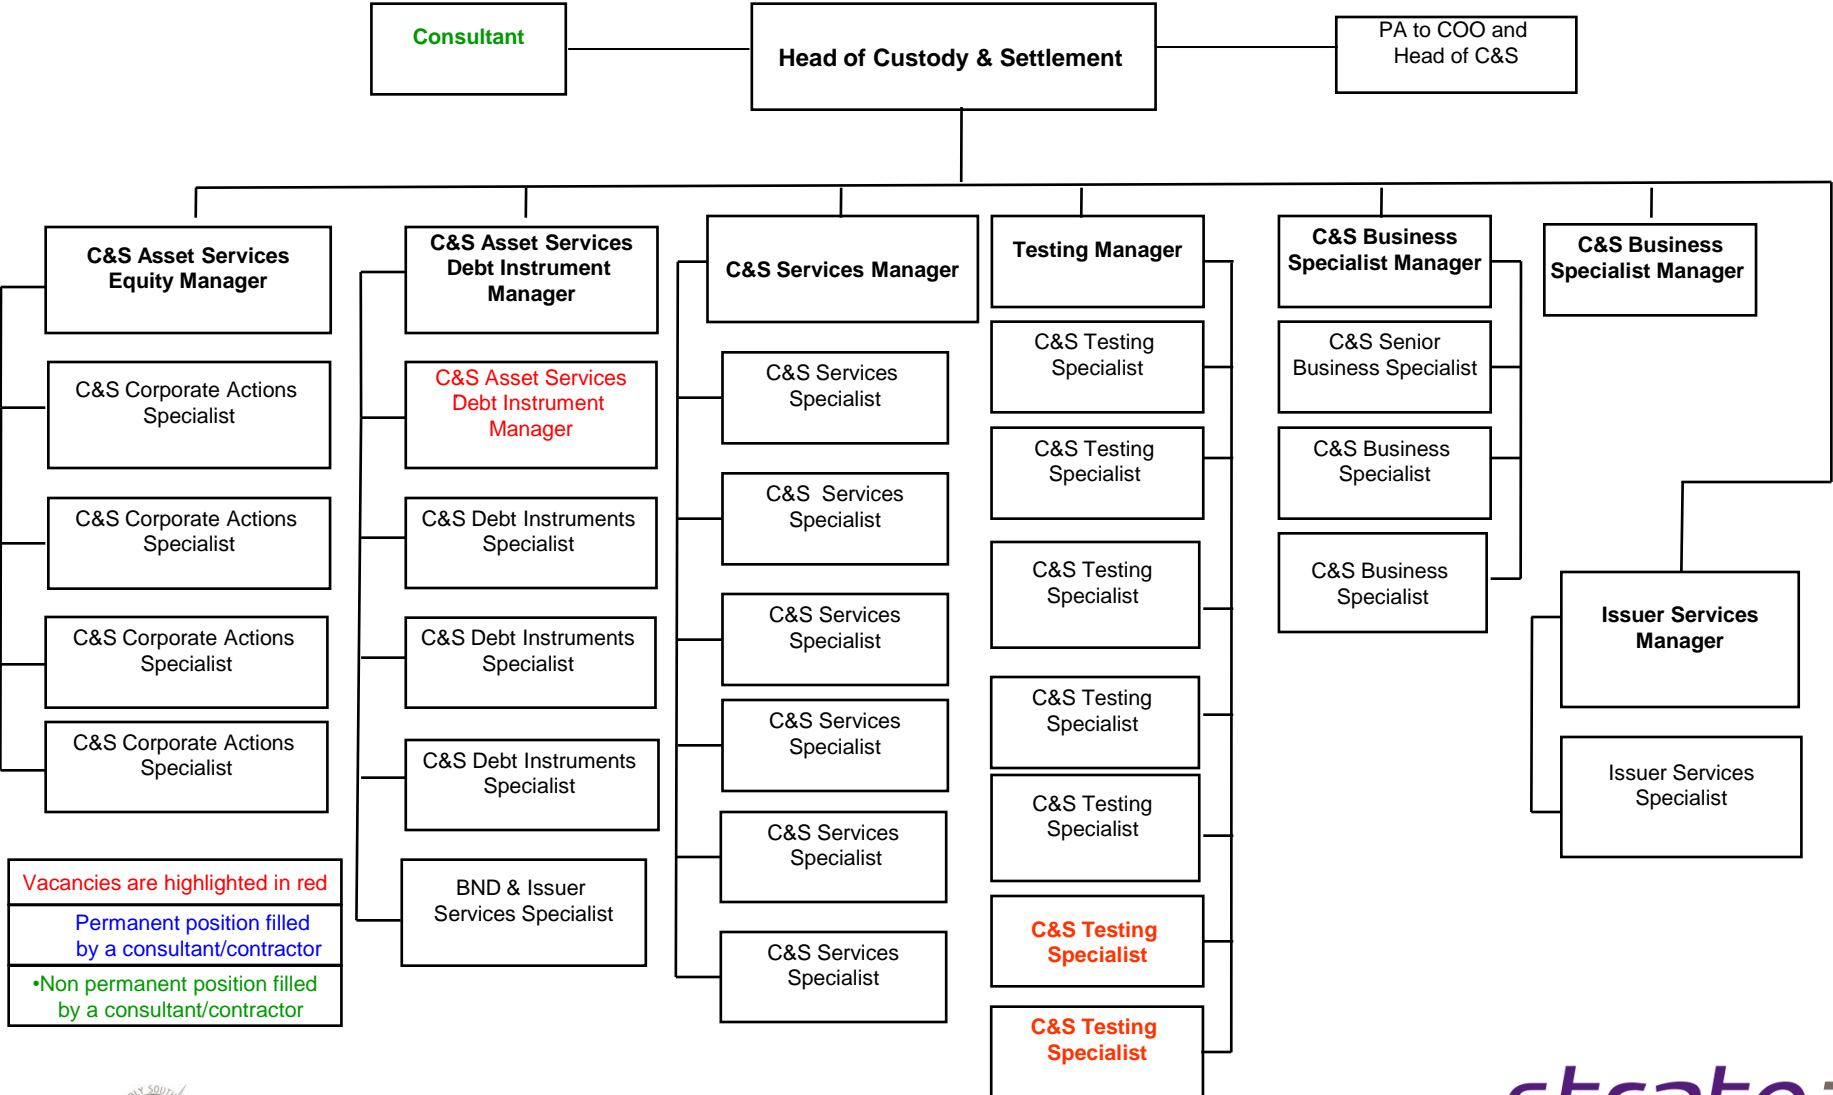 Consultant
Head of Custody & Settlement
PA to COO and
Head of C&S
C&S Asset Services
Equity Manager
C&S Corporate Actions
Specialist
C&S Corporate Actions
Specialist
C&S Corporate Actions
Specialist
C&S Corporate Actions
Specialist
C&S Asset Services
Debt Instrument
Manager
C&S Asset Services
Debt Instrument
Manager
C&S Debt Instruments
Specialist
C&S Debt Instruments
Specialist
C&S Debt Instruments
Specialist
BND & Issuer
Services Specialist
C&S Services Manager
C&S Services
Specialist
C&S  Services
Specialist
C&S Services
Specialist
C&S Services
Specialist
C&S Services
Specialist
C&S Services
Specialist
Testing Manager
C&S Testing
Specialist
C&S Testing
Specialist
C&S Testing
Specialist
C&S Testing
Specialist
C&S Testing
Specialist
C&S Testing
Specialist
C&S Testing
Specialist
C&S Business
Specialist Manager
C&S Senior
Business Specialist
C&S Business
Specialist
C&S Business
Specialist
C&S Business
Specialist Manager
Issuer Services
Manager
Issuer Services
Specialist
Vacancies are highlighted in red
Permanent position filled
by a consultant/contractor
•Non permanent position filled
by a consultant/contractor
strate